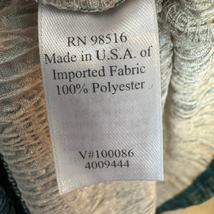 RN 98516
Made in U.S.A. of
Imported Fabric
100% Polyester
V#100086
4009444